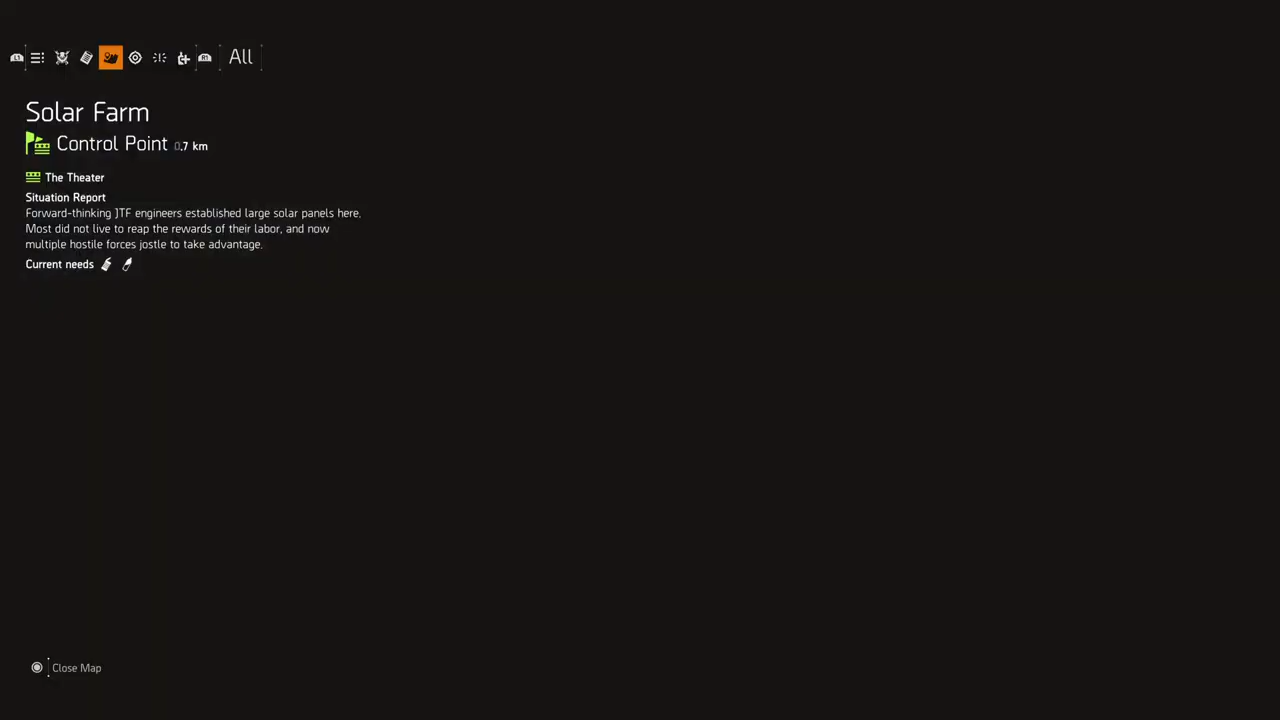 L1
R1 All
Solar Farm
Control Point 0.7 km
The Theater
Situation Report
Forward-thinking JTF engineers established large solar panels here.
Most did not live to reap the rewards of their labor, and now
multiple hostile forces jostle to take advantage.
Current needs
Close Map